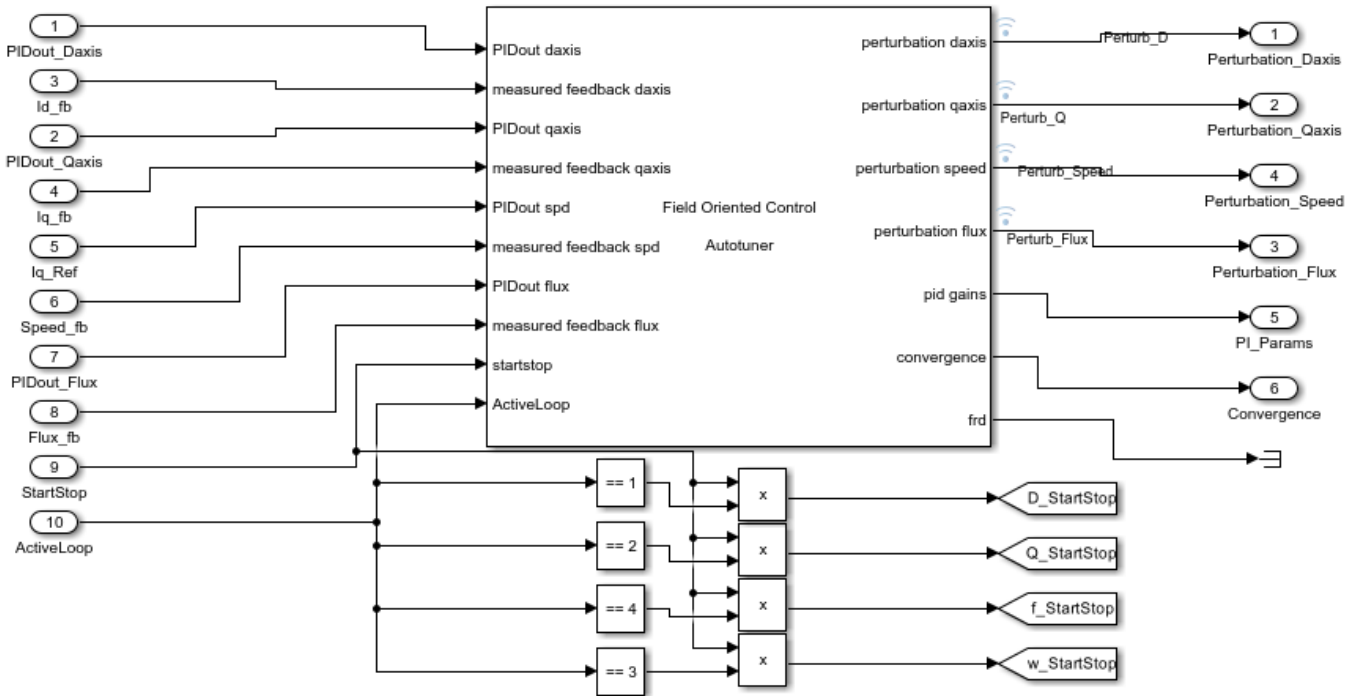 1
PIDout_Daxis
3
Id_fb
2
PIDout_Qaxis
4
Iq_fb
5
Iq_Ref
6
Speed_fb
7
PIDout_Flux
8
Flux_fb
9
StartStop
10
ActiveLoop
PIDout daxis
measured feedback daxis
PIDout qaxis
measured feedback qaxis
PIDout spd
measured feedback spd
PIDout flux
measured feedback flux
startstop
ActiveLoop
Field Oriented Control
Autotuner
perturbation daxis
perturbation qaxis
perturbation speed
perturbation flux
pid gains
convergence
frd
Perturb_D
Perturb_Q
Perturb_Speed
Perturb_Flux
1
Perturbation_Daxis
2
Perturbation_Qaxis
4
Perturbation_Speed
3
Perturbation_Flux
5
PI_Params
6
Convergence
== 1
x
D_StartStop
== 2
x
Q_StartStop
== 4
x
f_StartStop
== 3
x
w_StartStop